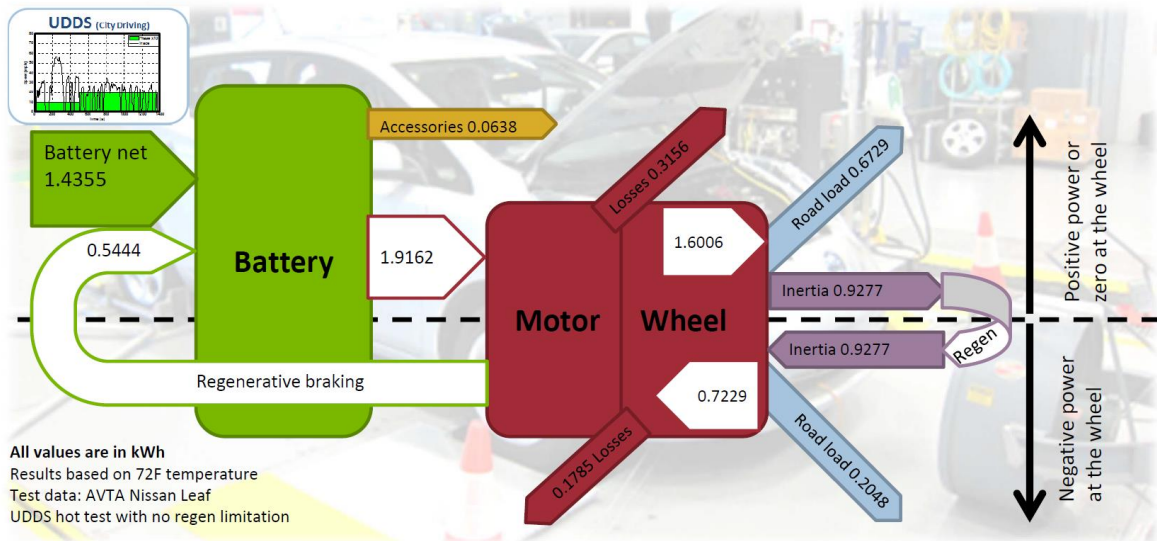 UDDS (City Driving)
Battery net
1.4355
0.5444
Battery
Accessories 0.0638
1.9162
Regenerative braking
Motor
Wheel
Losses 0.3156
1.6006
0.7229
0.1785 Losses
Road load 0.6729
Inertia 0.9277
Inertia 0.9277
Regen
Road load 0.2048
Positive power or
zero at the wheel
Negative power
at the wheel
All values are in kWh
Results based on 72F temperature
Test data: AVTA Nissan Leaf
UDDS hot test with no regen limitation